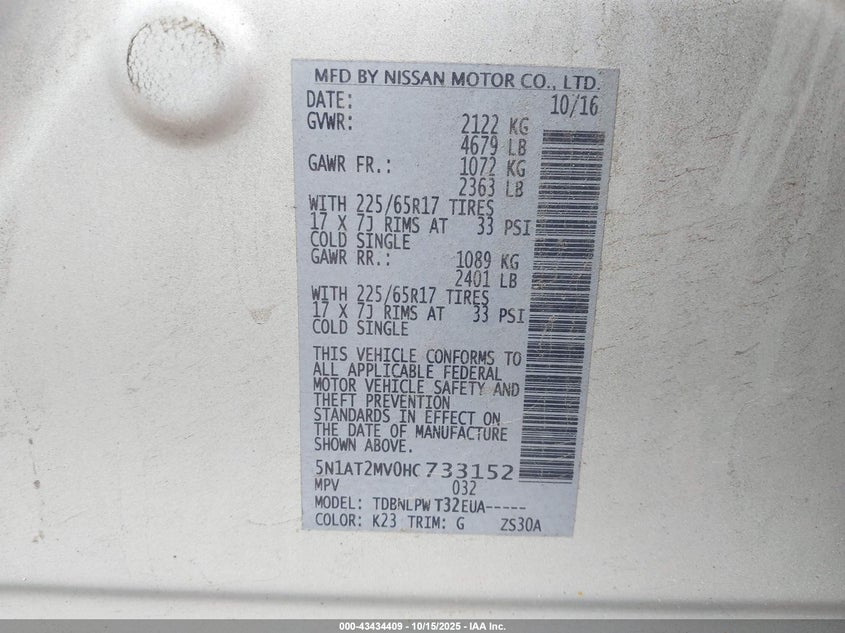 MFD BY NISSAN MOTOR CO., LTD.
DATE: 10/16
GVWR: 2122 KG
4679 LB
GAWR FR.: 1072 KG
2363 LB
WITH 225/65R17 TIRES
17 X 7J RIMS AT 33 PSI
COLD SINGLE
GAWR RR.: 1089 KG
2401 LB
WITH 225/65R17 TIRES
17 X 7J RIMS AT 33 PSI
COLD SINGLE
THIS VEHICLE CONFORMS TO
ALL APPLICABLE FEDERAL
MOTOR VEHICLE SAFETY AND
THEFT PREVENTION
STANDARDS IN EFFECT ON
THE DATE OF MANUFACTURE
SHOWN ABOVE.
5N1AT2MV0HC733152
MPV 032
MODEL: TDBNLPW T32EUA-----
COLOR: K23 TRIM: G ZS30A
000-43434409 - 10/15/2025 - IAA Inc.